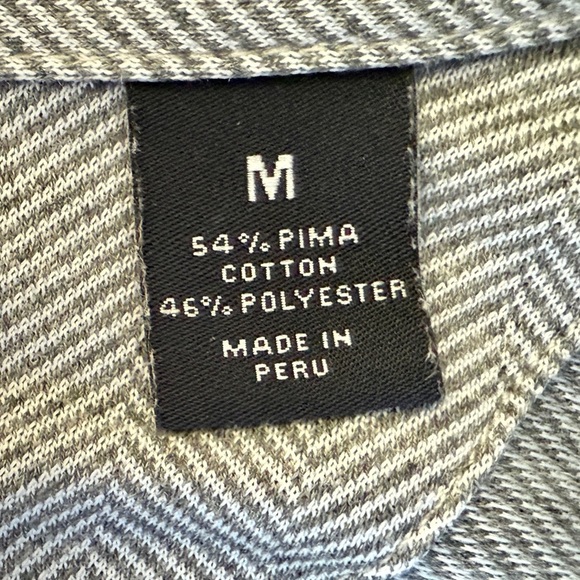 M
54% PIMA
COTTON
46% POLYESTER
MADE IN
PERU